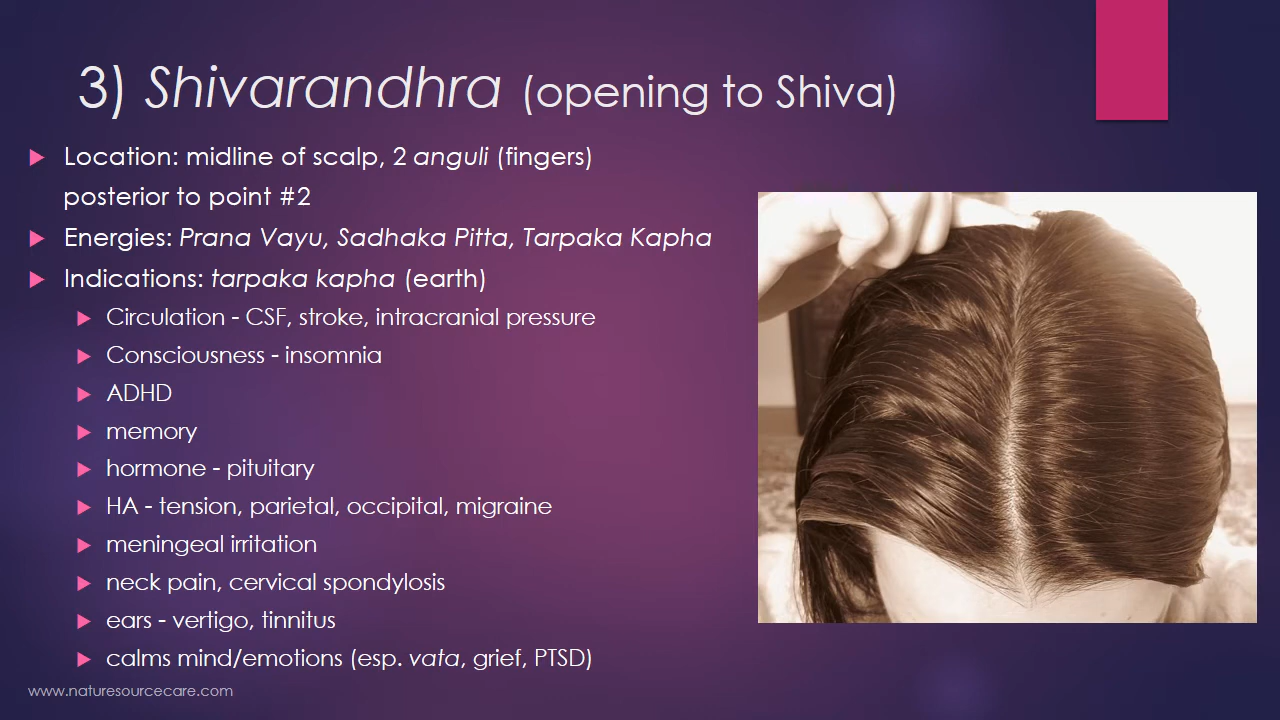 3) Shivarandhra (opening to Shiva)
Location: midline of scalp, 2 anguli (fingers)
posterior to point #2
Energies: Prana Vayu, Sadhaka Pitta, Tarpaka Kapha
Indications: tarpaka kapha (earth)
Circulation - CSF, stroke, intracranial pressure
Consciousness - insomnia
ADHD
memory
hormone - pituitary
HA - tension, parietal, occipital, migraine
meningeal irritation
neck pain, cervical spondylosis
ears - vertigo, tinnitus
calms mind/emotions (esp. vata, grief, PTSD)
www.naturesourcecare.com